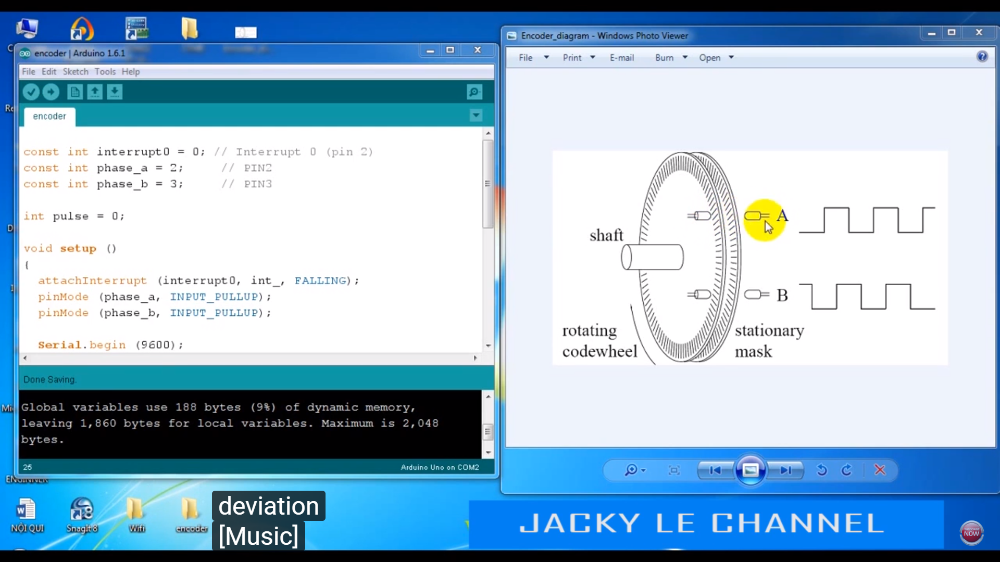 encoder | Arduino 1.6.1
File Edit Sketch Tools Help
encoder
const int interrupt0 = 0; // Interrupt 0 (pin 2)
const int phase_a = 2; // PIN2
const int phase_b = 3; // PIN3
int pulse = 0;
void setup ()
{
attachInterrupt (interrupt0, int_, FALLING);
pinMode (phase_a, INPUT_PULLUP);
pinMode (phase_b, INPUT_PULLUP);
Serial.begin (9600);
Done Saving.
Global variables use 188 bytes (9%) of dynamic memory,
leaving 1,860 bytes for local variables. Maximum is 2,048
bytes.
25
Arduino Uno on COM2
Encoder_diagram - Windows Photo Viewer
File Print E-mail Burn Open
A
shaft
B
rotating
codewheel
stationary
mask
NỘI QUI
SnagIt 8
Wifi
encoder
deviation
[Music]
JACKY LE CHANNEL
SUBSCRIBE
NOW